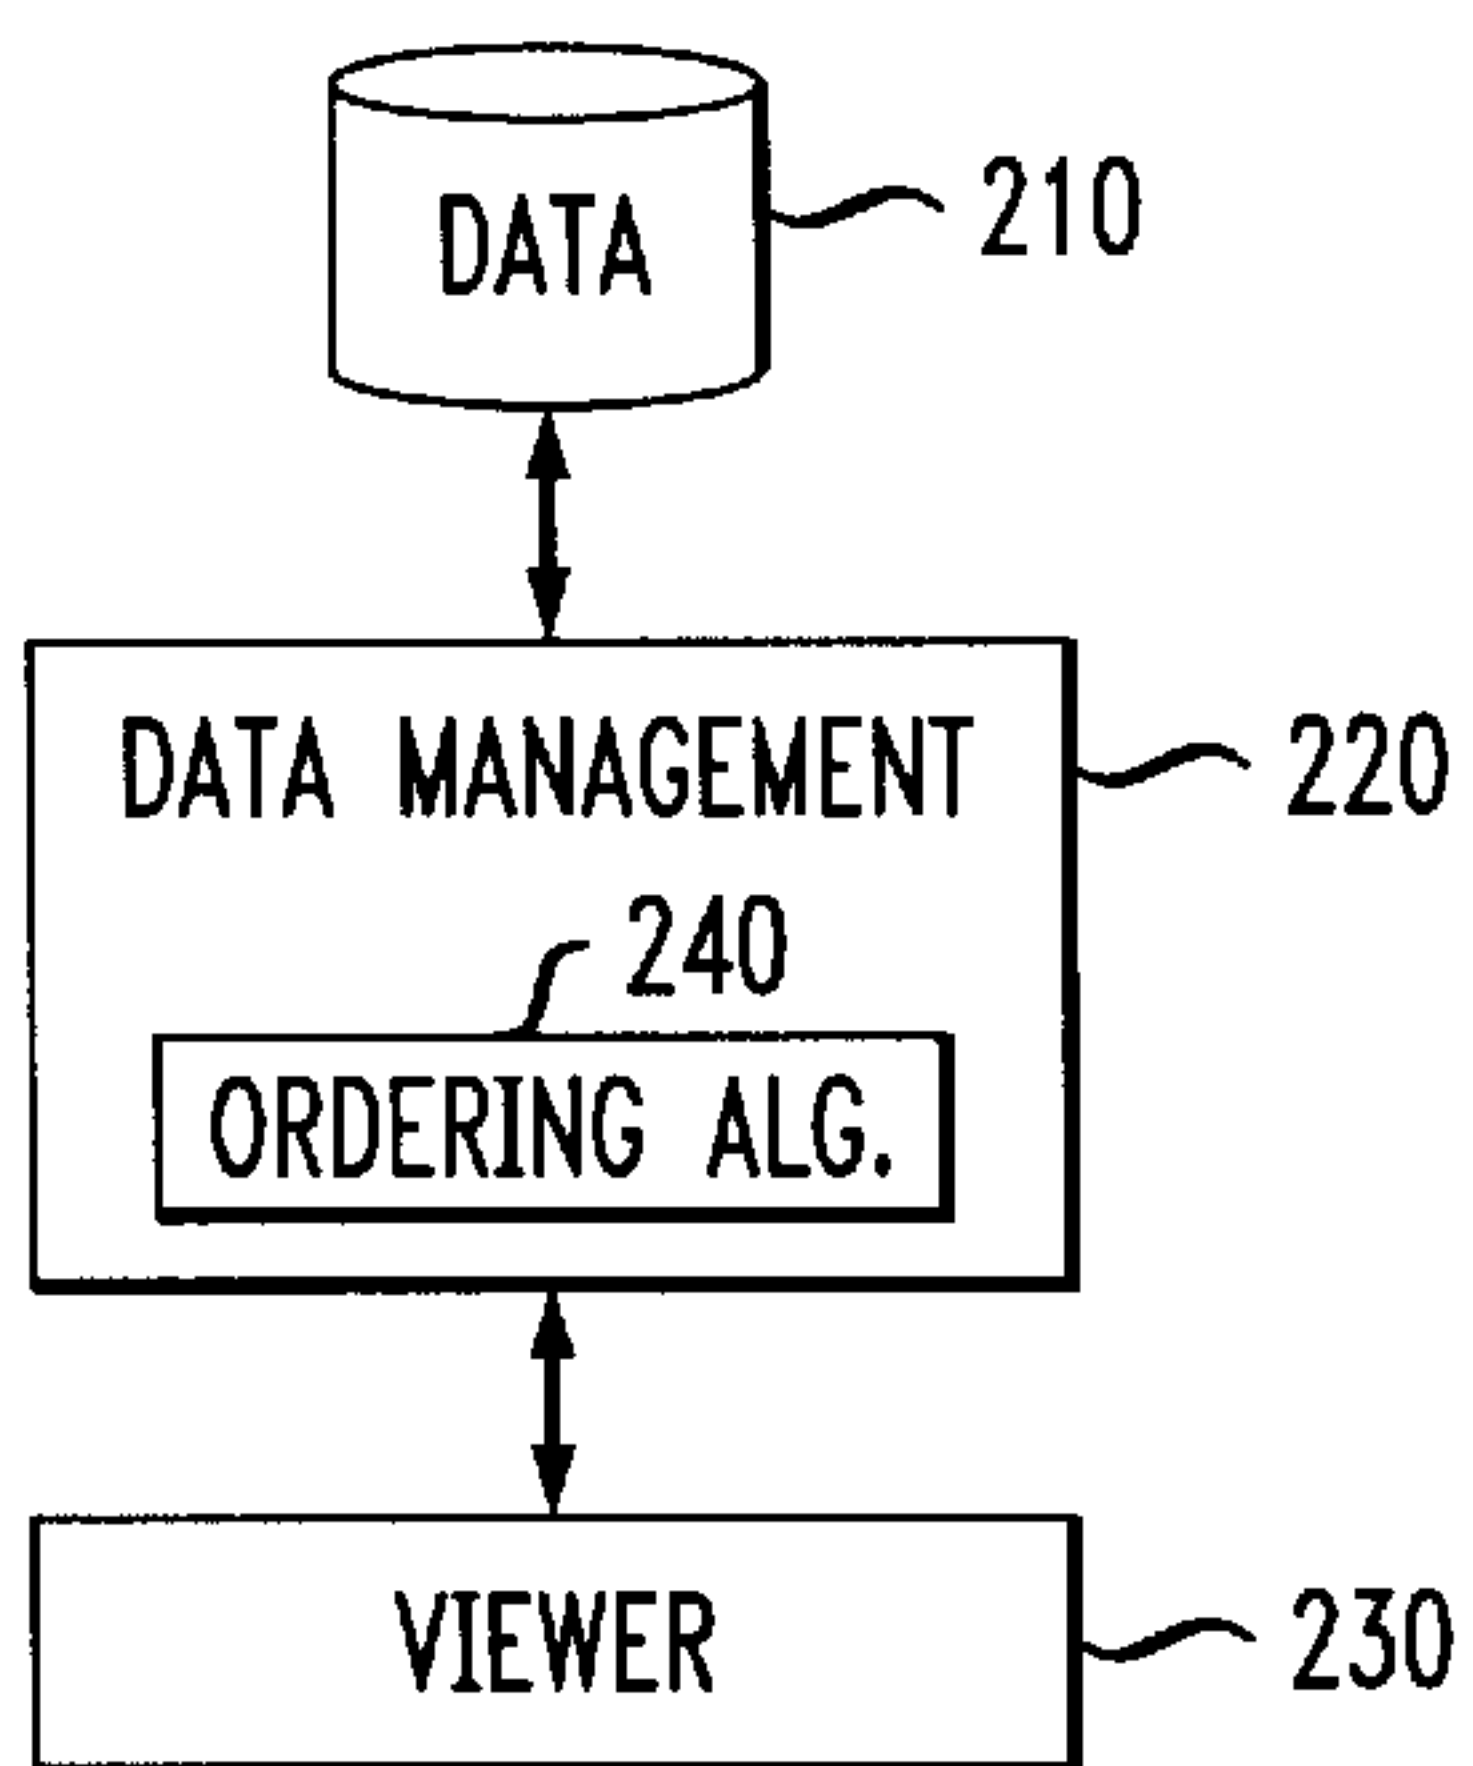 DATA
210
DATA MANAGEMENT
220
240
ORDERING ALG.
VIEWER
230